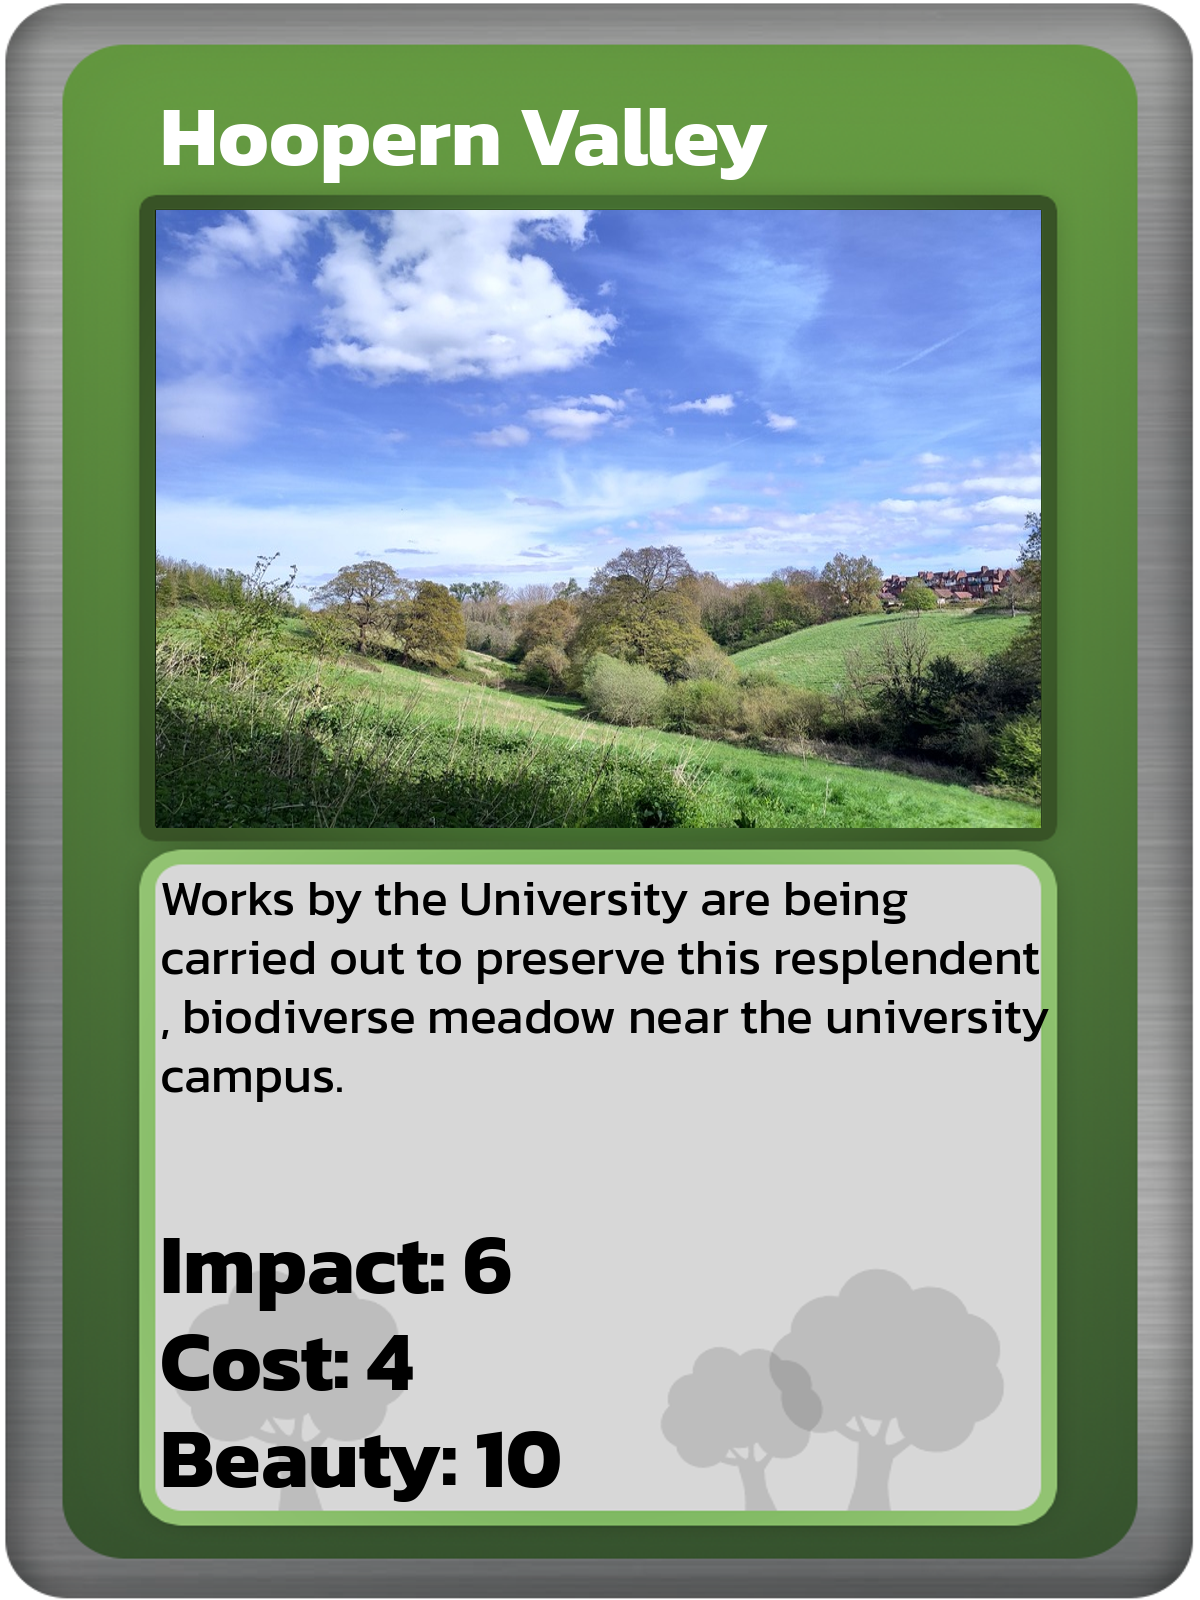 Hoopern Valley
Works by the University are being
carried out to preserve this resplendent
, biodiverse meadow near the university
campus.
Impact: 6
Cost: 4
Beauty: 10